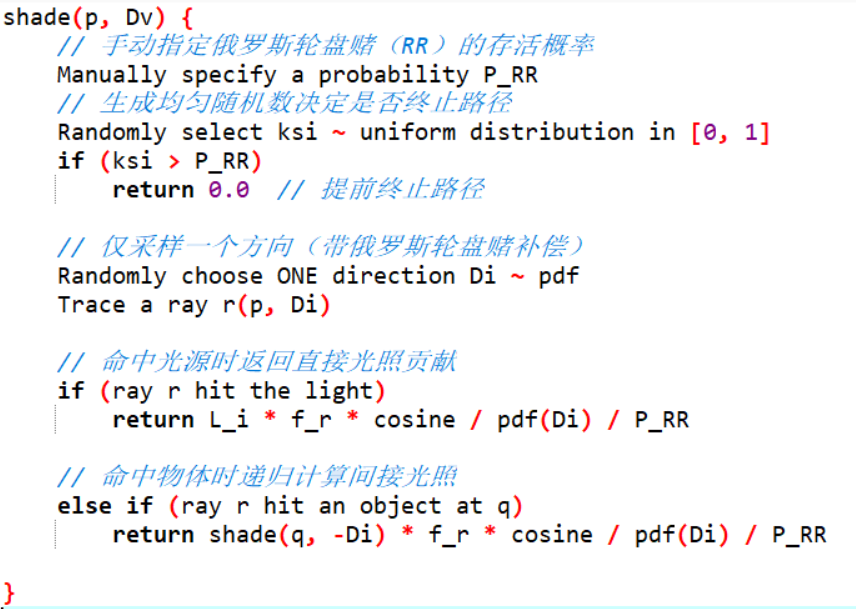 shade(p, Dv) {
// 手动指定俄罗斯轮盘赌（RR）的存活概率
Manually specify a probability P_RR
// 生成均匀随机数决定是否终止路径
Randomly select ksi ~ uniform distribution in [0, 1]
if (ksi > P_RR)
return 0.0 // 提前终止路径
// 仅采样一个方向（带俄罗斯轮盘赌补偿）
Randomly choose ONE direction Di ~ pdf
Trace a ray r(p, Di)
// 命中光源时返回直接光照贡献
if (ray r hit the light)
return L_i * f_r * cosine / pdf(Di) / P_RR
// 命中物体时递归计算间接光照
else if (ray r hit an object at q)
return shade(q, -Di) * f_r * cosine / pdf(Di) / P_RR
}